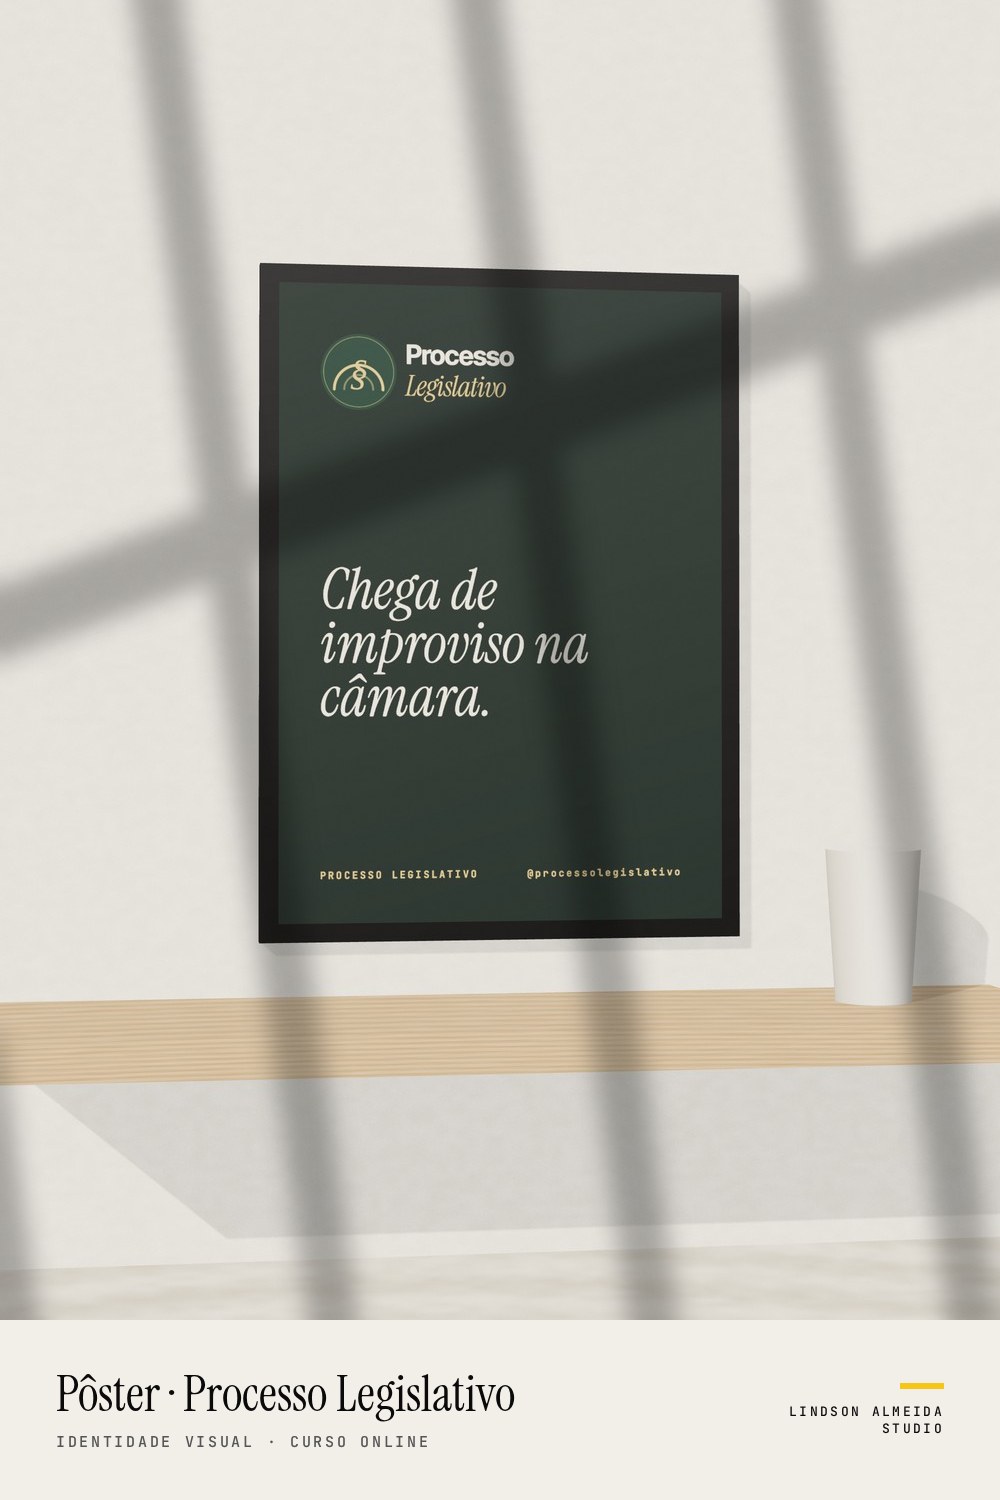 Processo
Legislativo
Chega de
improviso na
câmara.
PROCESSO LEGISLATIVO
@processolegislativo
Pôster · Processo Legislativo
IDENTIDADE VISUAL · CURSO ONLINE
LINDSON ALMEIDA
STUDIO